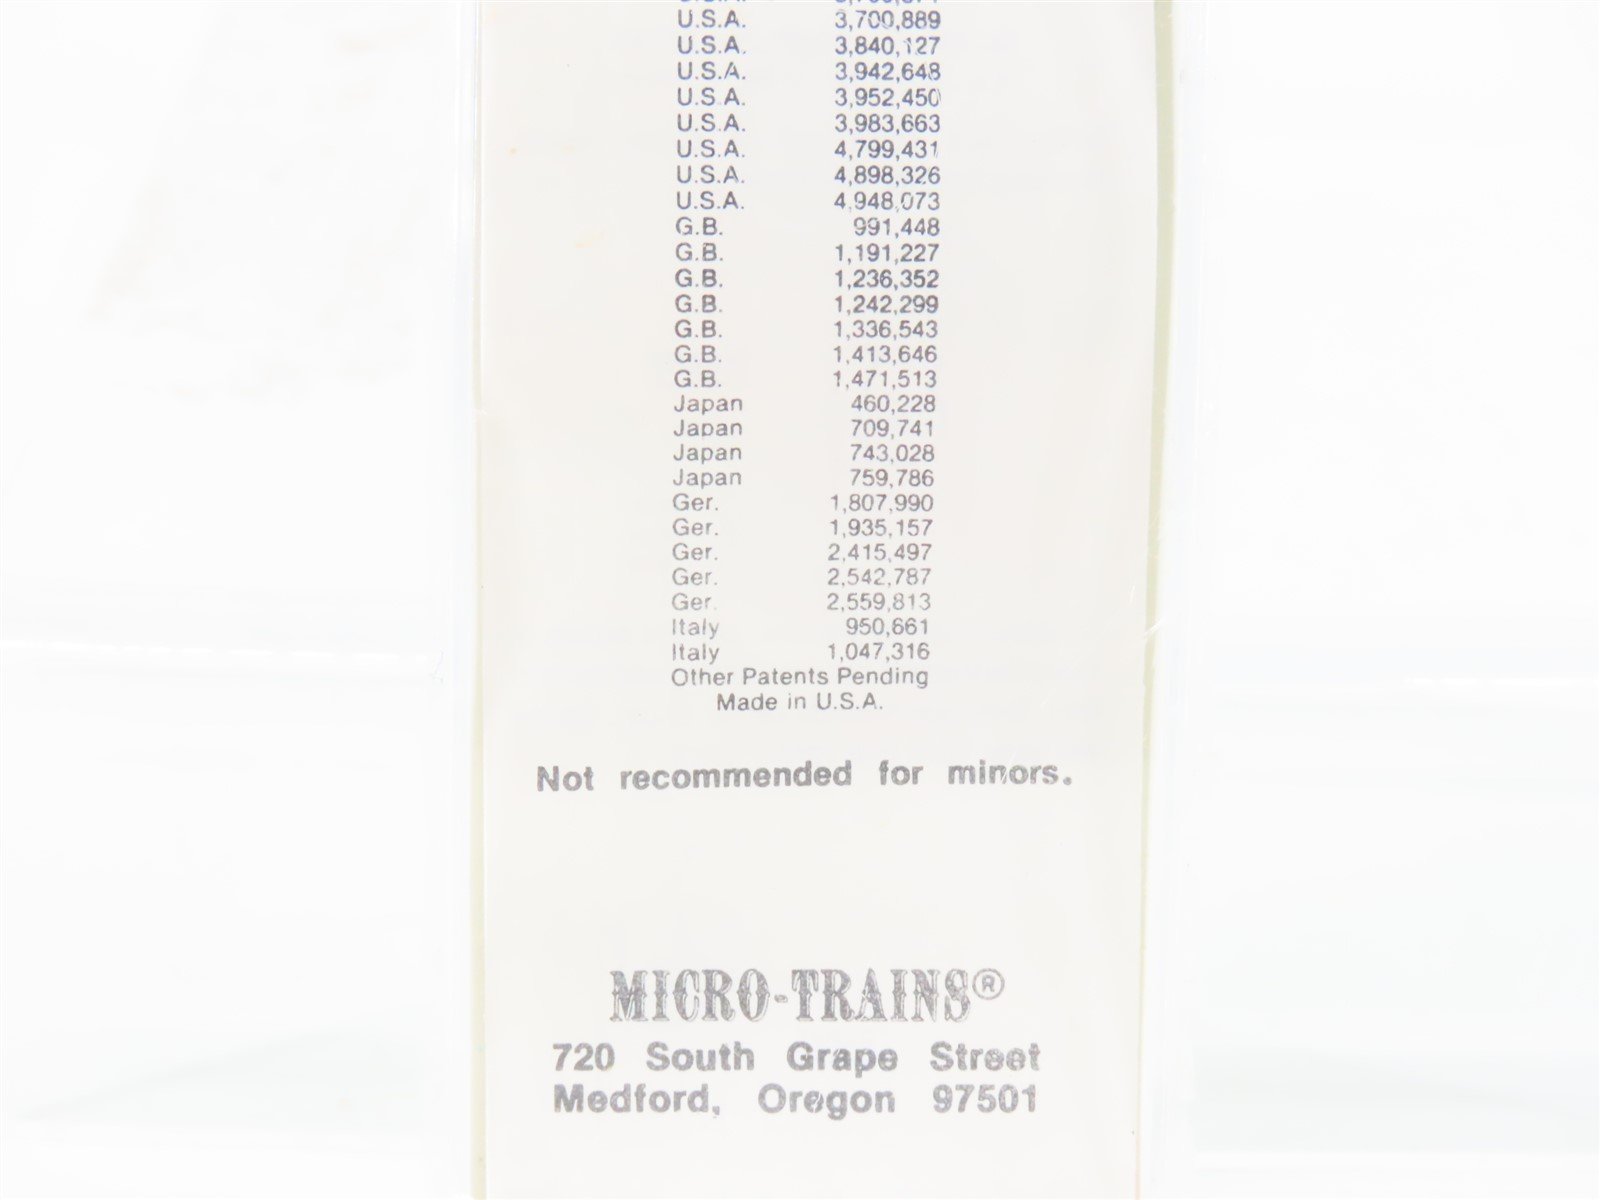 U.S.A. 3,700,889
U.S.A. 3,840,127
U.S.A. 3,942,648
U.S.A. 3,952,450
U.S.A. 3,983,663
U.S.A. 4,799,431
U.S.A. 4,898,326
U.S.A. 4,948,073
G.B. 991,448
G.B. 1,191,227
G.B. 1,236,352
G.B. 1,242,299
G.B. 1,336,543
G.B. 1,413,646
G.B. 1,471,513
Japan 460,228
Japan 709,741
Japan 743,028
Japan 759,786
Ger. 1,807,990
Ger. 1,935,157
Ger. 2,415,497
Ger. 2,542,787
Ger. 2,559,813
Italy 950,661
Italy 1,047,316
Other Patents Pending
Made in U.S.A.
Not recommended for minors.
MICRO-TRAINS®
720 South Grape Street
Medford, Oregon 97501